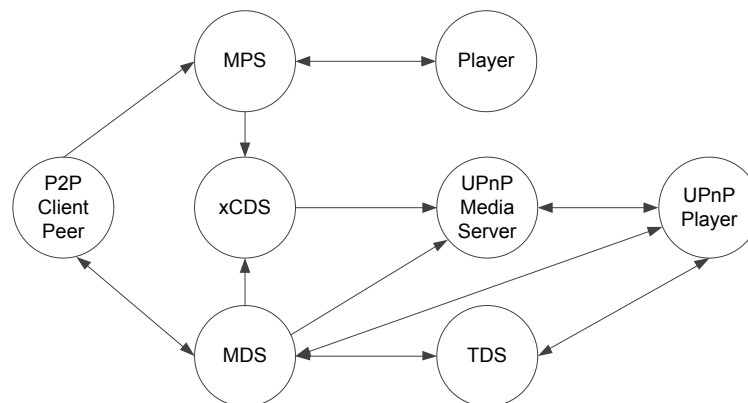 MPS
Player
P2P
Client
Peer
xCDS
UPnP
Media
Server
UPnP
Player
MDS
TDS